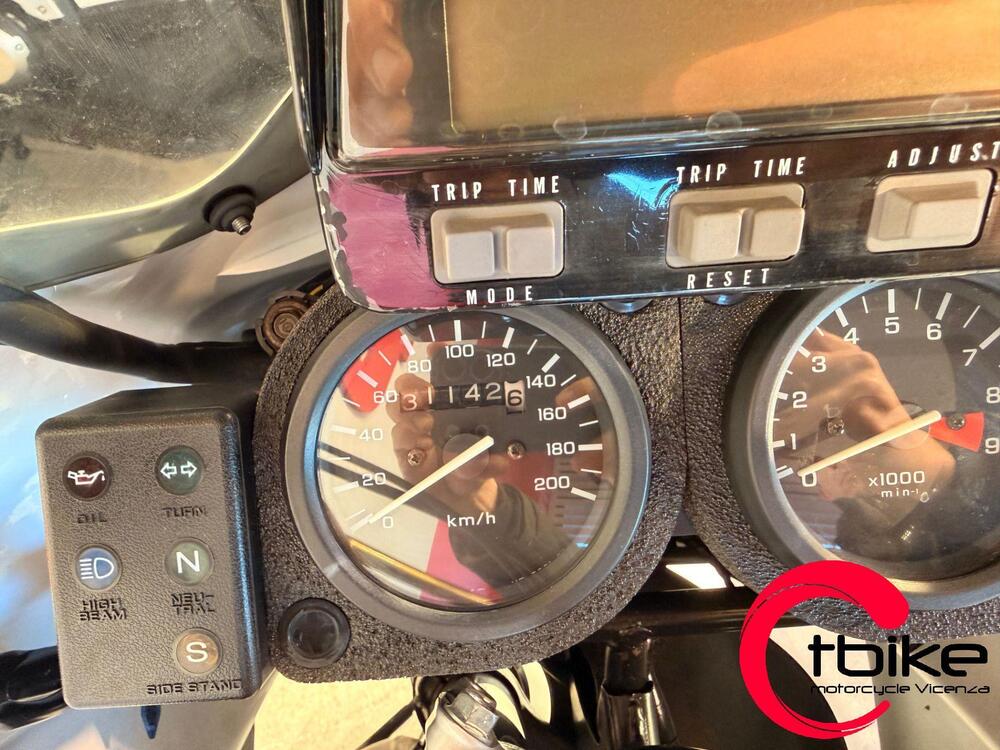 TRIP TIME
TRIP TIME
ADJUST
MODE
RESET
0 20 40 60 80 100 120 140 160 180 200
311426
km/h
0 1 2 3 4 5 6 7 8 9
x1000
min-1
OIL
TURN
HIGH
BEAM
N
NEU-
TRAL
S
SIDE STAND
tbike
motorcycle Vicenza